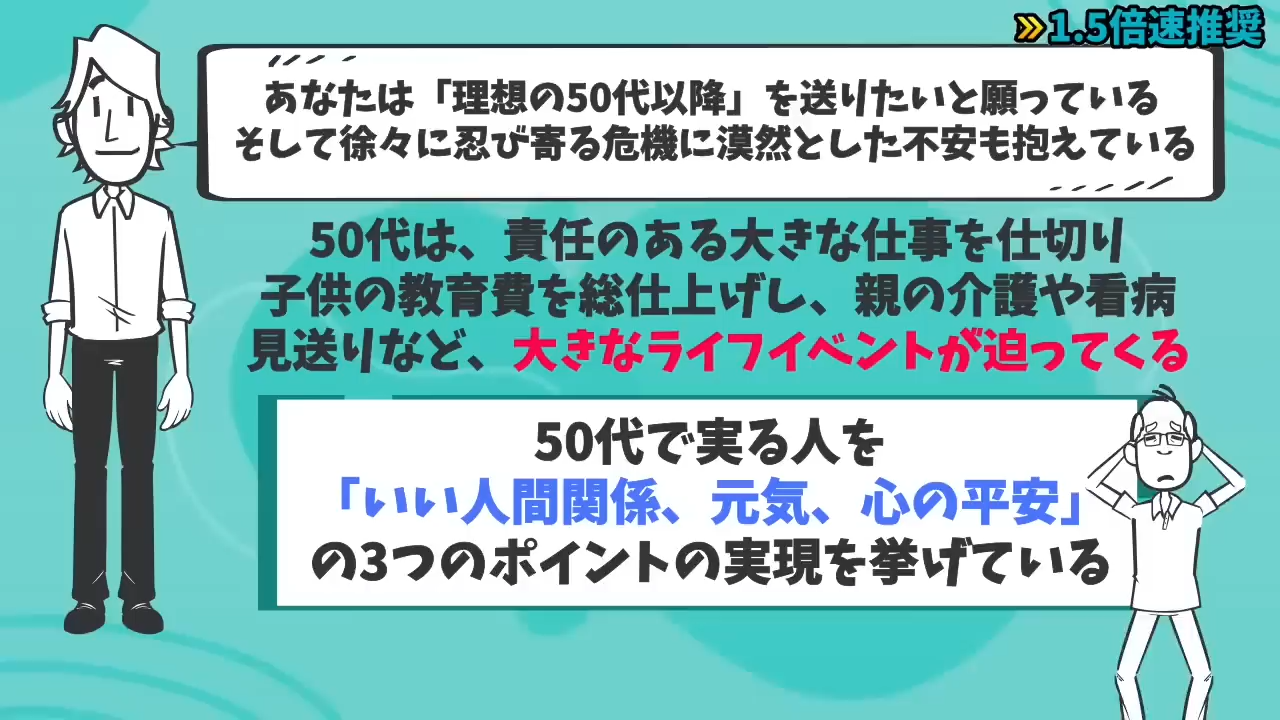 1.5倍速推奨
あなたは「理想の50代以降」を送りたいと願っている
そして徐々に忍び寄る危機に漠然とした不安も抱えている
50代は、責任のある大きな仕事を仕切り
子供の教育費を総仕上げし、親の介護や看病
見送りなど、大きなライフイベントが迫ってくる
50代で実る人を
「いい人間関係、元気、心の平安」
の3つのポイントの実現を挙げている